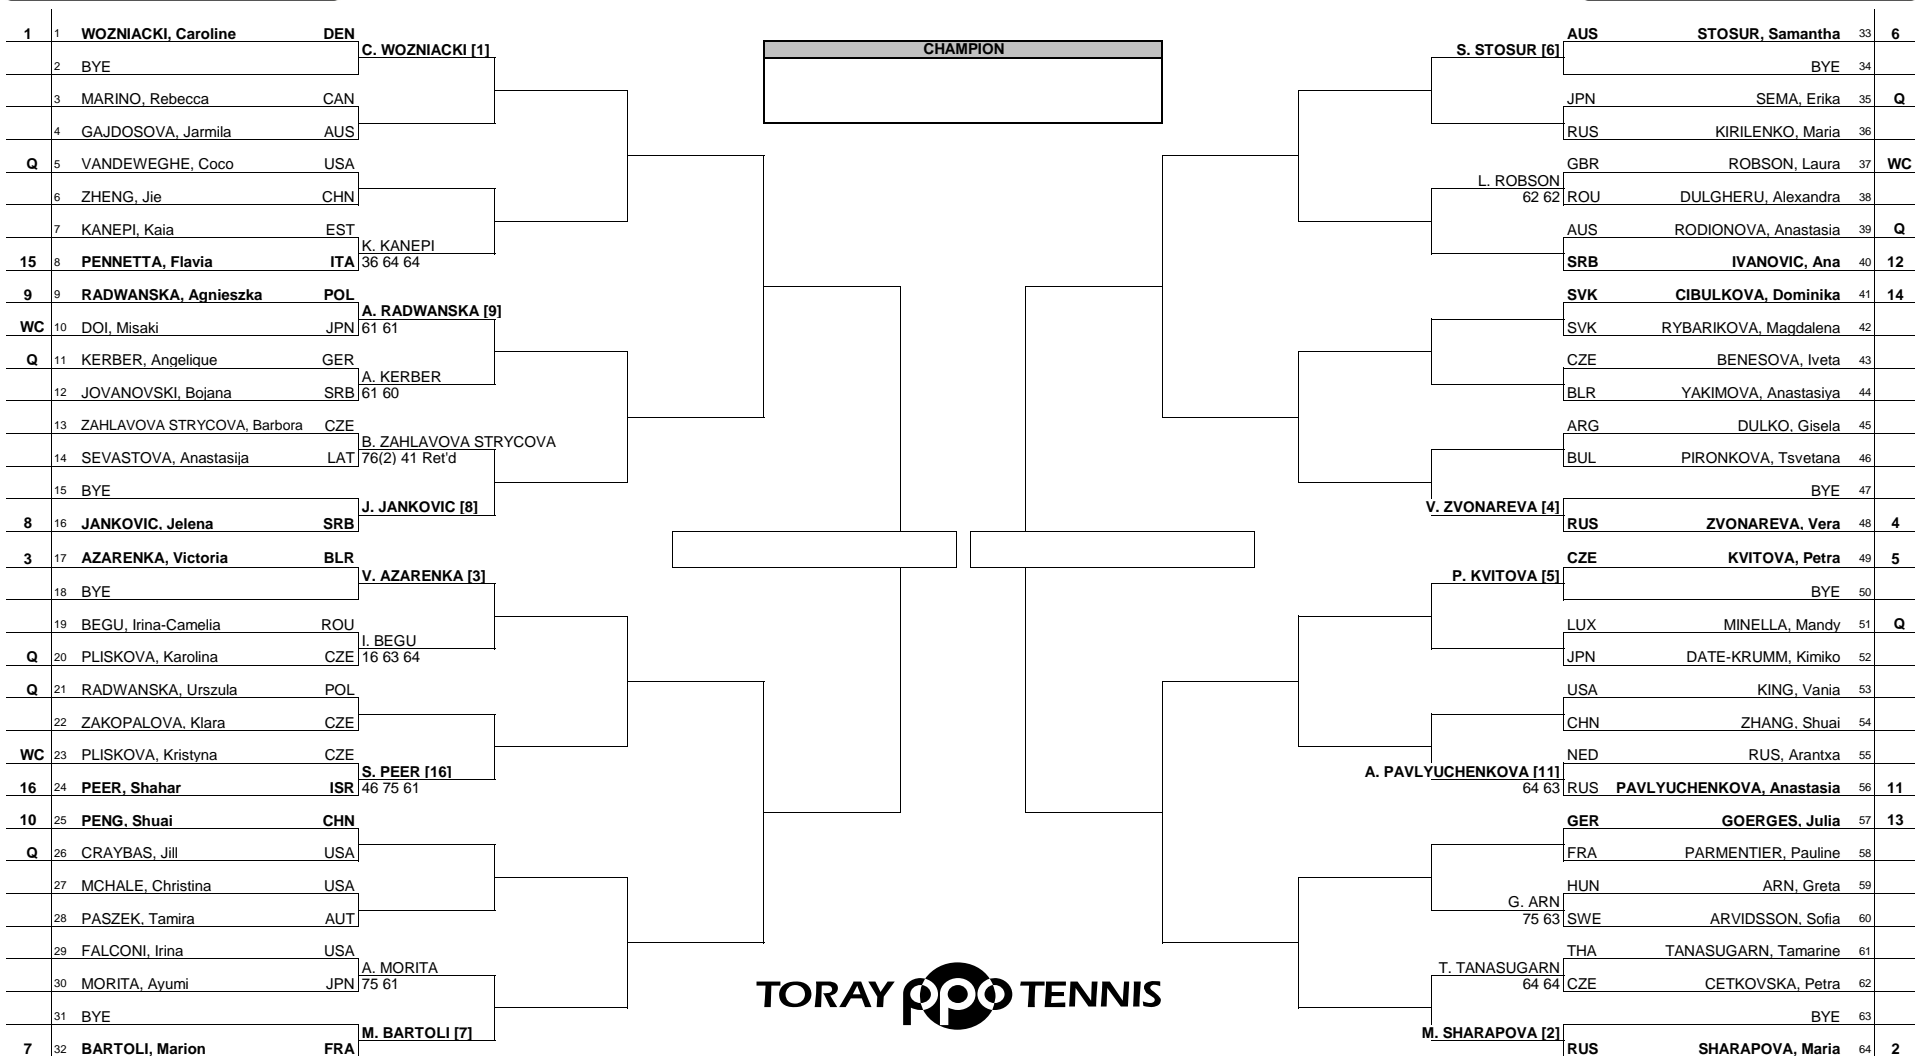 1 1 WOZNIACKI, Caroline DEN
C. WOZNIACKI [1]
2 BYE
3 MARINO, Rebecca CAN
4 GAJDOSOVA, Jarmila AUS
Q 5 VANDEWEGHE, Coco USA
6 ZHENG, Jie CHN
7 KANEPI, Kaia EST
K. KANEPI
15 8 PENNETTA, Flavia ITA 36 64 64
9 9 RADWANSKA, Agnieszka POL
A. RADWANSKA [9]
WC 10 DOI, Misaki JPN 61 61
Q 11 KERBER, Angelique GER
A. KERBER
12 JOVANOVSKI, Bojana SRB 61 60
13 ZAHLAVOVA STRYCOVA, Barbora CZE
B. ZAHLAVOVA STRYCOVA
14 SEVASTOVA, Anastasija LAT 76(2) 41 Ret'd
15 BYE
J. JANKOVIC [8]
8 16 JANKOVIC, Jelena SRB
3 17 AZARENKA, Victoria BLR
V. AZARENKA [3]
18 BYE
19 BEGU, Irina-Camelia ROU
I. BEGU
Q 20 PLISKOVA, Karolina CZE 16 63 64
Q 21 RADWANSKA, Urszula POL
22 ZAKOPALOVA, Klara CZE
WC 23 PLISKOVA, Kristyna CZE
S. PEER [16]
16 24 PEER, Shahar ISR 46 75 61
10 25 PENG, Shuai CHN
Q 26 CRAYBAS, Jill USA
27 MCHALE, Christina USA
28 PASZEK, Tamira AUT
29 FALCONI, Irina USA
A. MORITA
30 MORITA, Ayumi JPN 75 61
31 BYE
M. BARTOLI [7]
7 32 BARTOLI, Marion FRA
CHAMPION
TORAY ppo TENNIS
AUS STOSUR, Samantha 33 6
S. STOSUR [6]
BYE 34
JPN SEMA, Erika 35 Q
RUS KIRILENKO, Maria 36
GBR ROBSON, Laura 37 WC
L. ROBSON
62 62 ROU DULGHERU, Alexandra 38
AUS RODIONOVA, Anastasia 39 Q
SRB IVANOVIC, Ana 40 12
SVK CIBULKOVA, Dominika 41 14
SVK RYBARIKOVA, Magdalena 42
CZE BENESOVA, Iveta 43
BLR YAKIMOVA, Anastasiya 44
ARG DULKO, Gisela 45
BUL PIRONKOVA, Tsvetana 46
BYE 47
V. ZVONAREVA [4]
RUS ZVONAREVA, Vera 48 4
CZE KVITOVA, Petra 49 5
P. KVITOVA [5]
BYE 50
LUX MINELLA, Mandy 51 Q
JPN DATE-KRUMM, Kimiko 52
USA KING, Vania 53
CHN ZHANG, Shuai 54
NED RUS, Arantxa 55
A. PAVLYUCHENKOVA [11]
64 63 RUS PAVLYUCHENKOVA, Anastasia 56 11
GER GOERGES, Julia 57 13
FRA PARMENTIER, Pauline 58
HUN ARN, Greta 59
G. ARN
75 63 SWE ARVIDSSON, Sofia 60
THA TANASUGARN, Tamarine 61
T. TANASUGARN
64 64 CZE CETKOVSKA, Petra 62
BYE 63
M. SHARAPOVA [2]
RUS SHARAPOVA, Maria 64 2